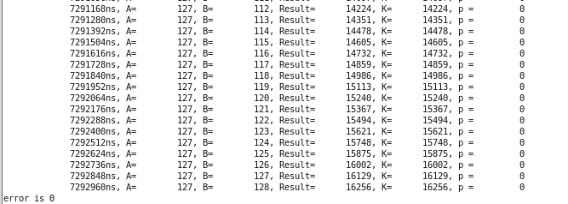 7291168ns, A= 127, B= 112, Result= 14224, K= 14224, p = 0
7291280ns, A= 127, B= 113, Result= 14351, K= 14351, p = 0
7291392ns, A= 127, B= 114, Result= 14478, K= 14478, p = 0
7291504ns, A= 127, B= 115, Result= 14605, K= 14605, p = 0
7291616ns, A= 127, B= 116, Result= 14732, K= 14732, p = 0
7291728ns, A= 127, B= 117, Result= 14859, K= 14859, p = 0
7291840ns, A= 127, B= 118, Result= 14986, K= 14986, p = 0
7291952ns, A= 127, B= 119, Result= 15113, K= 15113, p = 0
7292064ns, A= 127, B= 120, Result= 15240, K= 15240, p = 0
7292176ns, A= 127, B= 121, Result= 15367, K= 15367, p = 0
7292288ns, A= 127, B= 122, Result= 15494, K= 15494, p = 0
7292400ns, A= 127, B= 123, Result= 15621, K= 15621, p = 0
7292512ns, A= 127, B= 124, Result= 15748, K= 15748, p = 0
7292624ns, A= 127, B= 125, Result= 15875, K= 15875, p = 0
7292736ns, A= 127, B= 126, Result= 16002, K= 16002, p = 0
7292848ns, A= 127, B= 127, Result= 16129, K= 16129, p = 0
7292960ns, A= 127, B= 128, Result= 16256, K= 16256, p = 0
error is 0